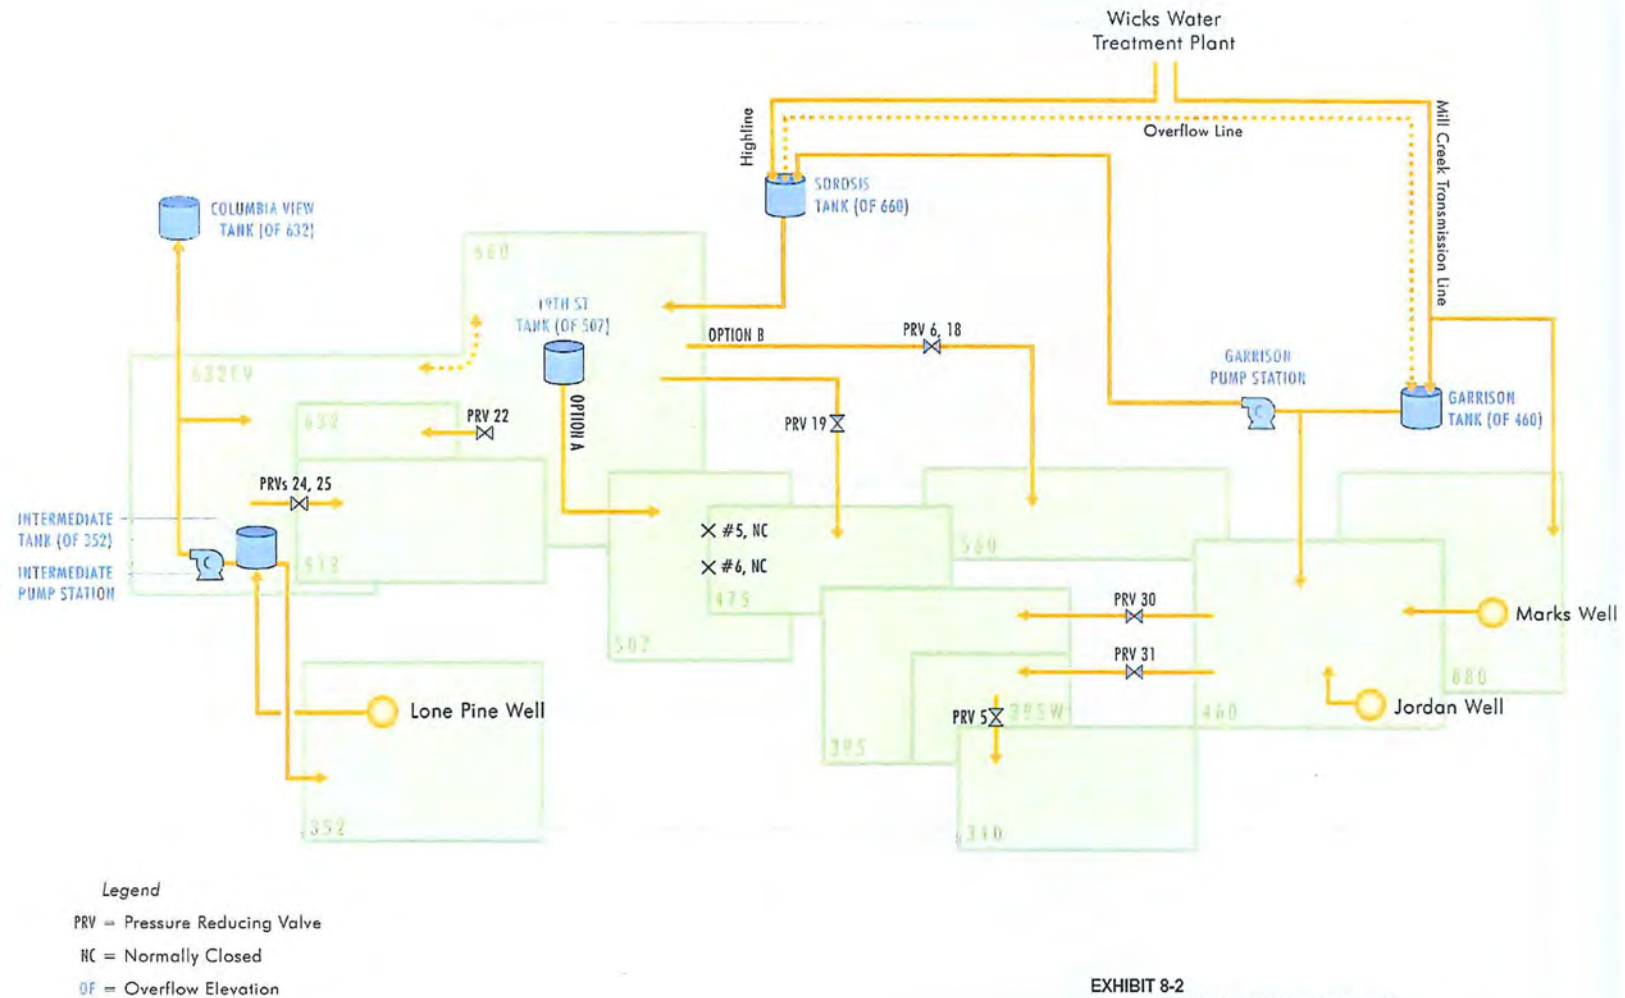 Wicks Water
Treatment Plant
Highline
Overflow Line
Mill Creek Transmission Line
SOROSIS
TANK (OF 660)
COLUMBIA VIEW
TANK (OF 632)
660
19TH ST
TANK (OF 507)
OPTION B
PRV 6, 18
GARRISON
PUMP STATION
GARRISON
TANK (OF 460)
632CV
632
PRV 22
OPTION A
PRV 19
PRVs 24, 25
INTERMEDIATE
TANK (OF 352)
INTERMEDIATE
PUMP STATION
#5, NC
#6, NC
560
475
507
PRV 30
Marks Well
PRV 31
680
Lone Pine Well
PRV 5
395W
460
Jordan Well
395
352
310
Legend
PRV = Pressure Reducing Valve
NC = Normally Closed
OF = Overflow Elevation
EXHIBIT 8-2